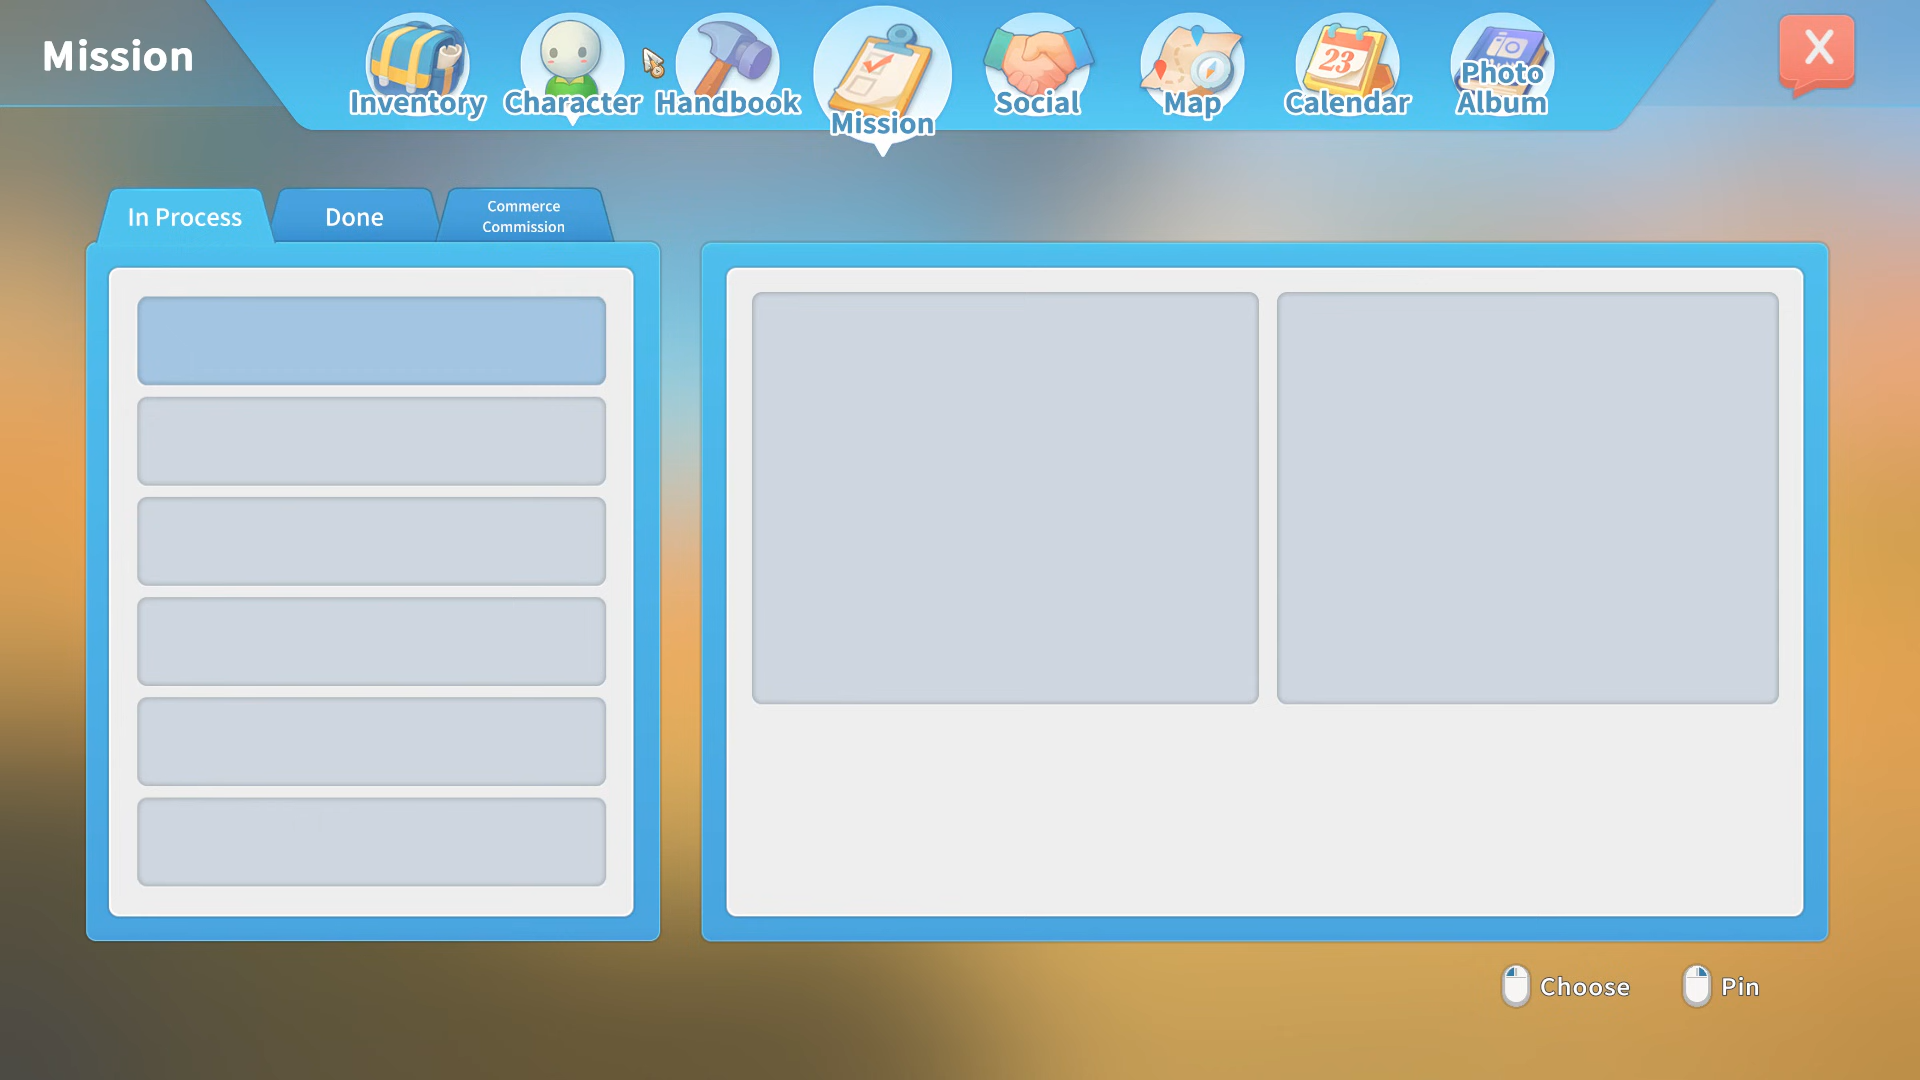 Mission
Inventory
Character
Handbook
Mission
Social
Map
23
Calendar
Photo
Album
X
In Process
Done
Commerce
Commission
Choose
Pin